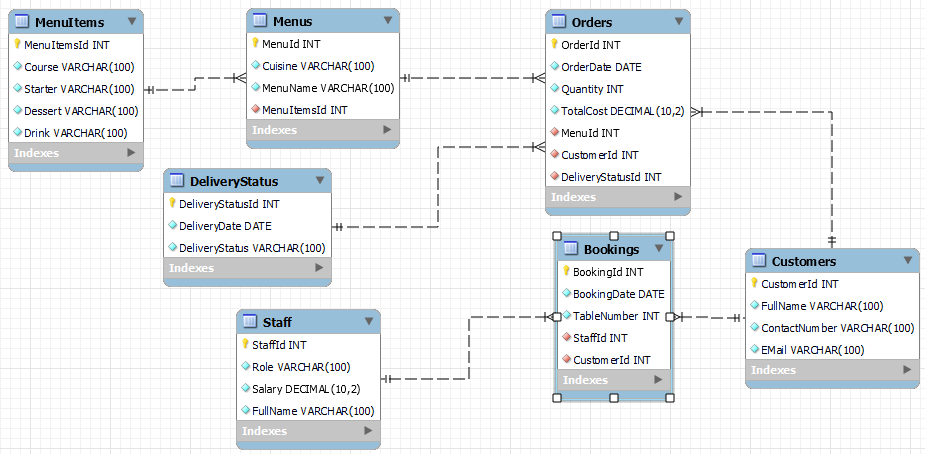 MenuItems
MenuItemsId INT
Course VARCHAR(100)
Starter VARCHAR(100)
Dessert VARCHAR(100)
Drink VARCHAR(100)
Indexes
Menus
MenuId INT
Cuisine VARCHAR(100)
MenuName VARCHAR(100)
MenuItemsId INT
Indexes
Orders
OrderId INT
OrderDate DATE
Quantity INT
TotalCost DECIMAL(10,2)
MenuId INT
CustomerId INT
DeliveryStatusId INT
Indexes
DeliveryStatus
DeliveryStatusId INT
DeliveryDate DATE
DeliveryStatus VARCHAR(100)
Indexes
Bookings
BookingId INT
BookingDate DATE
TableNumber INT
StaffId INT
CustomerId INT
Indexes
Customers
CustomerId INT
FullName VARCHAR(100)
ContactNumber VARCHAR(100)
EMail VARCHAR(100)
Indexes
Staff
StaffId INT
Role VARCHAR(100)
Salary DECIMAL(10,2)
FullName VARCHAR(100)
Indexes